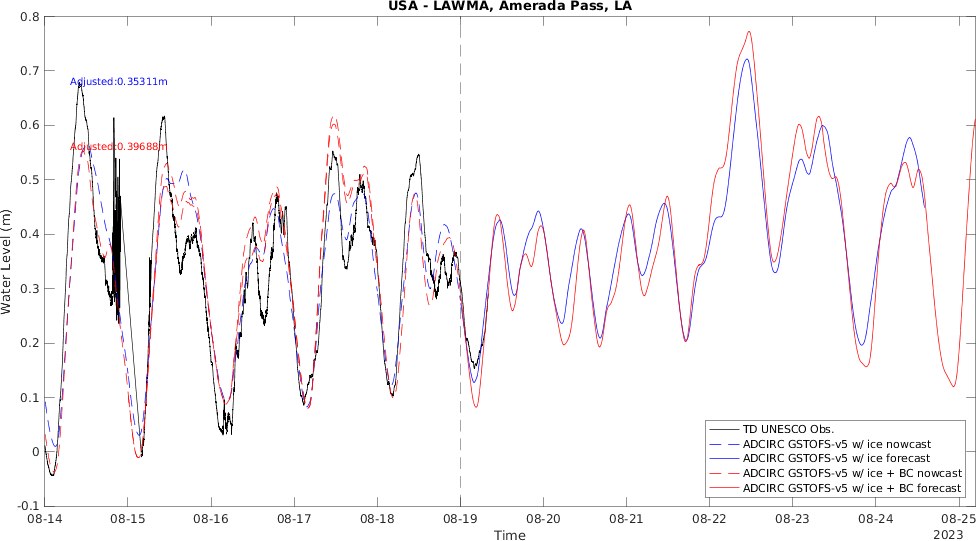 USA - LAWMA, Amerada Pass, LA
0.8
0.7
0.6
0.5
0.4
0.3
0.2
0.1
0
-0.1
Water Level (m)
Adjusted:0.35311m
Adjusted:0.39688m
TD UNESCO Obs.
ADCIRC GSTOFS-v5 w/ ice nowcast
ADCIRC GSTOFS-v5 w/ ice forecast
ADCIRC GSTOFS-v5 w/ ice + BC nowcast
ADCIRC GSTOFS-v5 w/ ice + BC forecast
08-14 08-15 08-16 08-17 08-18 08-19 08-20 08-21 08-22 08-23 08-24 08-25
Time
2023